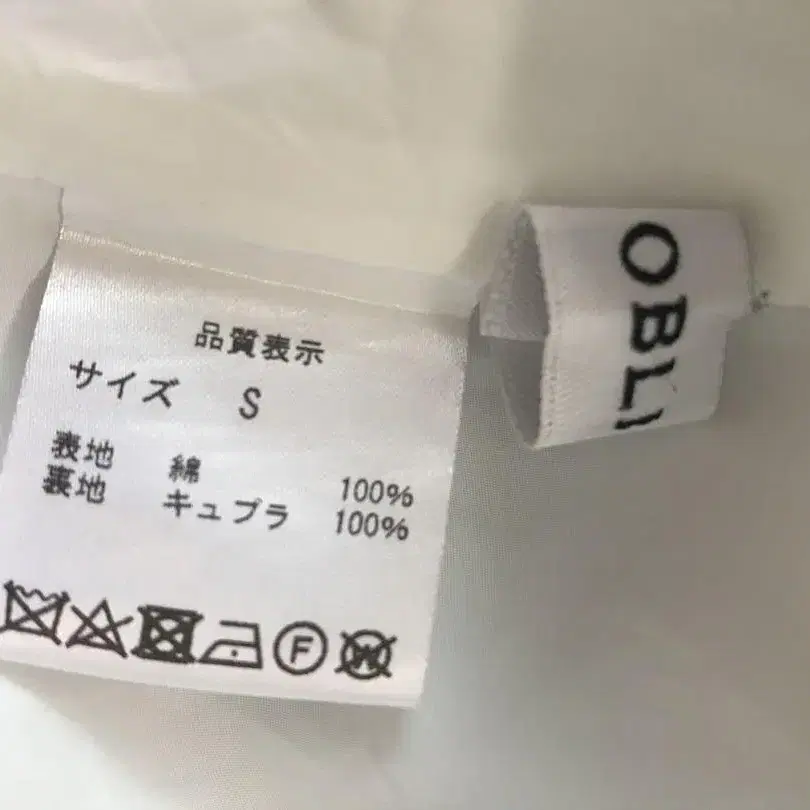 品質表示
サイズ S
表地 綿 100%
裏地 キュプラ 100%
F
W
OBLI